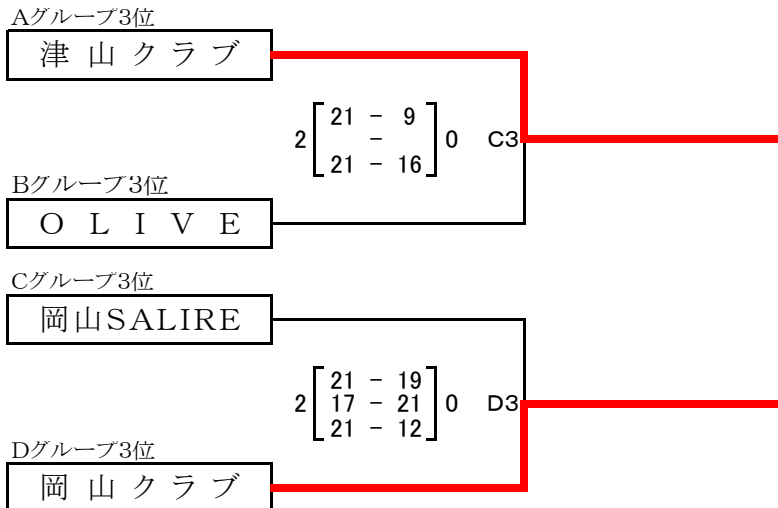 Aグループ3位
津山クラブ
21 - 9
2 - 0 C3
21 - 16
Bグループ3位
OLIVE
Cグループ3位
岡山SALIRE
21 - 19
2 17 - 21 0 D3
21 - 12
Dグループ3位
岡山クラブ